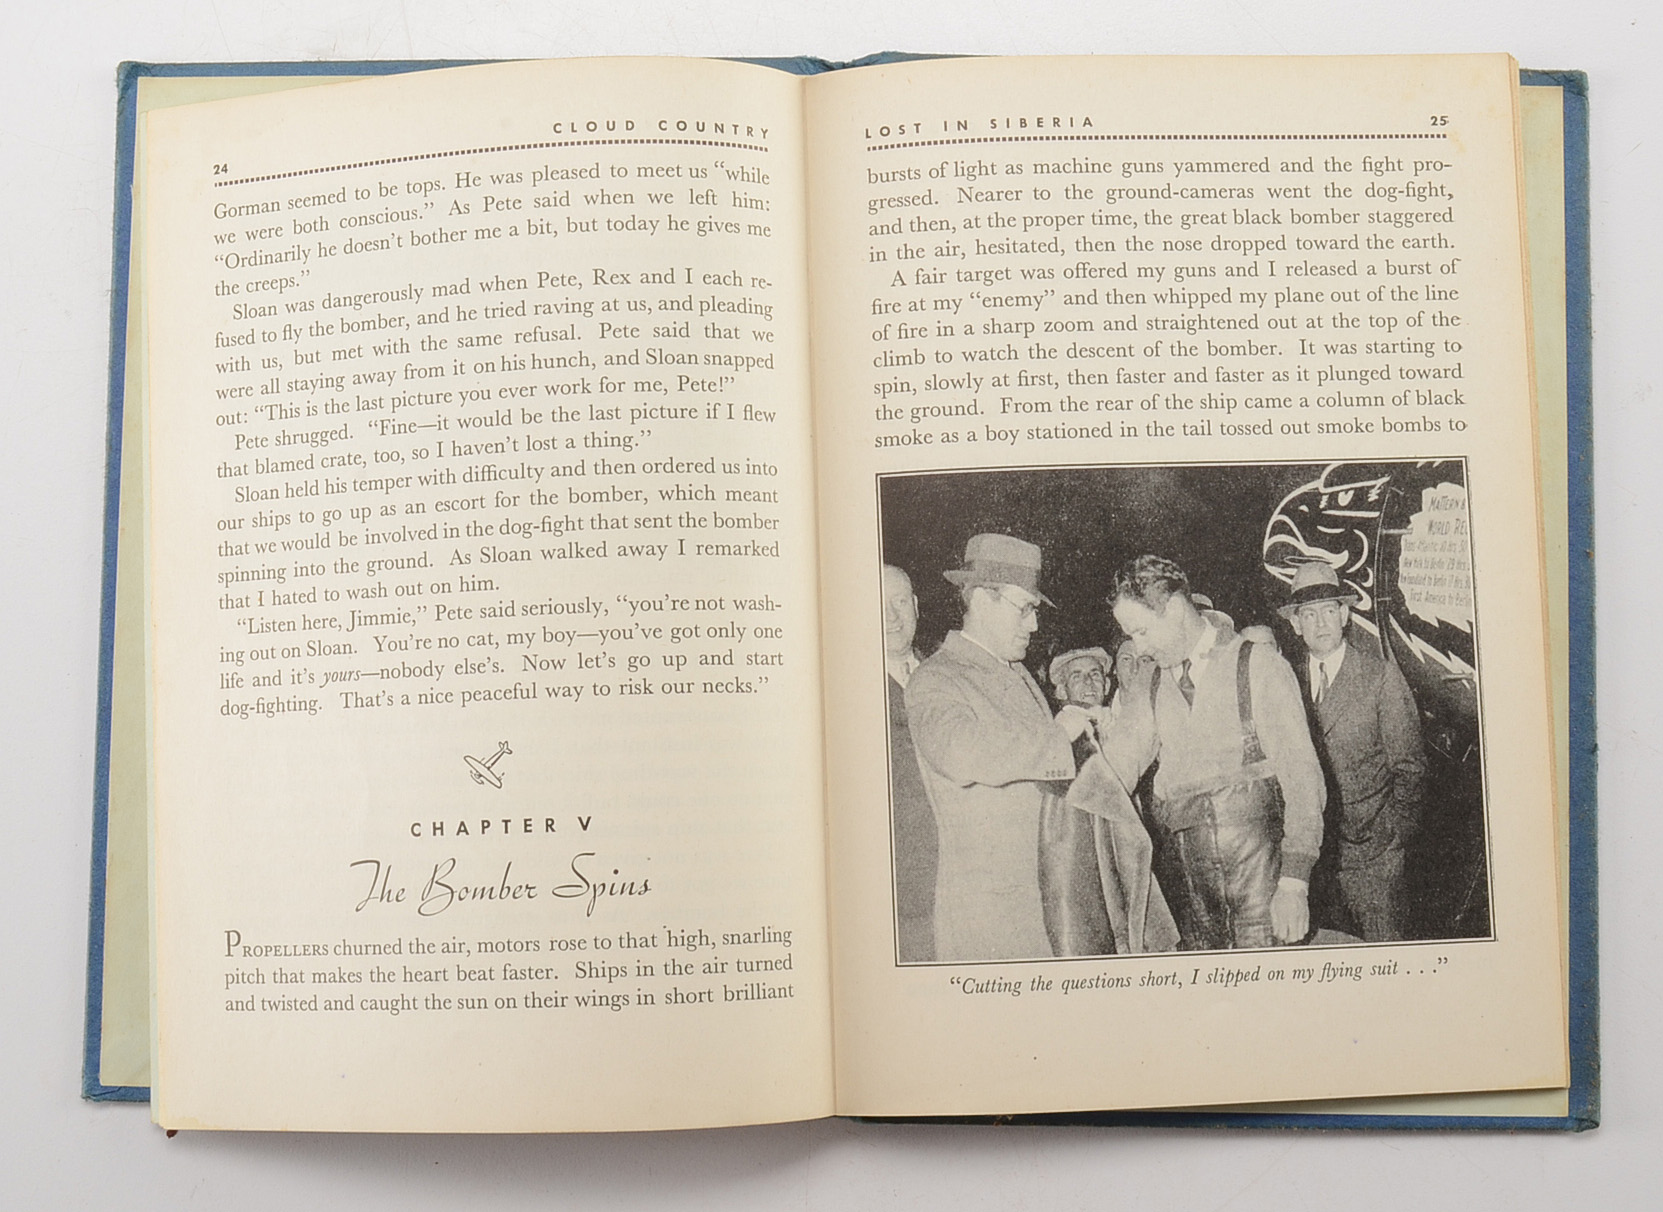 CLOUD COUNTRY
24
Gorman seemed to be tops. He was pleased to meet us “while
we were both conscious.” As Pete said when we left him:
“Ordinarily he doesn't bother me a bit, but today he gives me
the creeps.”
Sloan was dangerously mad when Pete, Rex and I each re-
fused to fly the bomber, and he tried raving at us, and pleading
with us, but met with the same refusal. Pete said that we
were all staying away from it on his hunch, and Sloan snapped
out: “This is the last picture you ever work for me, Pete!”
Pete shrugged. “Fine—it would be the last picture if I flew
that blamed crate, too, so I haven't lost a thing.”
Sloan held his temper with difficulty and then ordered us into
our ships to go up as an escort for the bomber, which meant
that we would be involved in the dog-fight that sent the bomber
spinning into the ground. As Sloan walked away I remarked
that I hated to wash out on him.
“Listen here, Jimmie,” Pete said seriously, “you're not wash-
ing out on Sloan. You're no cat, my boy—you've got only one
life and it's yours—nobody else's. Now let's go up and start
dog-fighting. That's a nice peaceful way to risk our necks.”
CHAPTER V
The Bomber Spins
PROPELLERS churned the air, motors rose to that high, snarling
pitch that makes the heart beat faster. Ships in the air turned
and twisted and caught the sun on their wings in short brilliant
LOST IN SIBERIA
25
bursts of light as machine guns yammered and the fight pro-
gressed. Nearer to the ground-cameras went the dog-fight,
and then, at the proper time, the great black bomber staggered
in the air, hesitated, then the nose dropped toward the earth.
A fair target was offered my guns and I released a burst of
fire at my “enemy” and then whipped my plane out of the line
of fire in a sharp zoom and straightened out at the top of the
climb to watch the descent of the bomber. It was starting to
spin, slowly at first, then faster and faster as it plunged toward
the ground. From the rear of the ship came a column of black
smoke as a boy stationed in the tail tossed out smoke bombs to
MATTERN &
WORLD RE
New York to Berlin 29 Hrs
First America to Berlin
“Cutting the questions short, I slipped on my flying suit . . .”